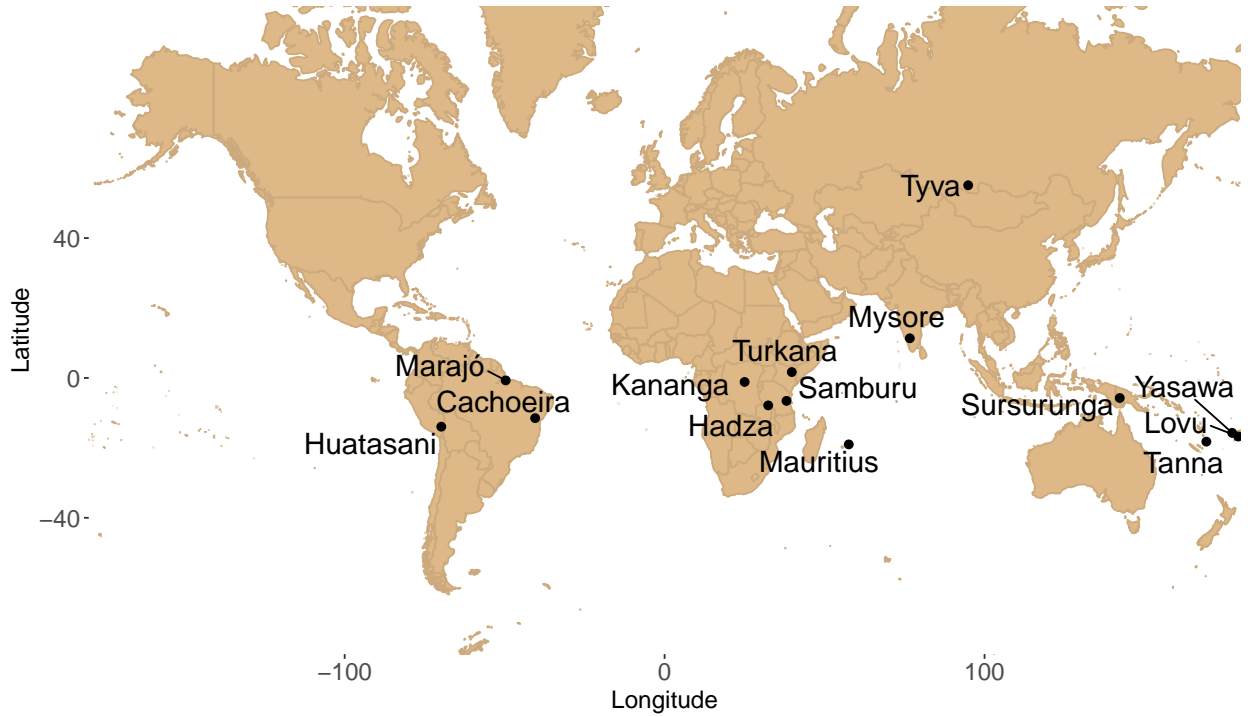 Tyva
40
Mysore
Turkana
Marajó
Kananga
Samburu
Yasawa
0
Cachoeira
Sursurunga
Lovu
Hadza
Huatasani
Mauritius
Tanna
−40
Latitude
−100
0
100
Longitude